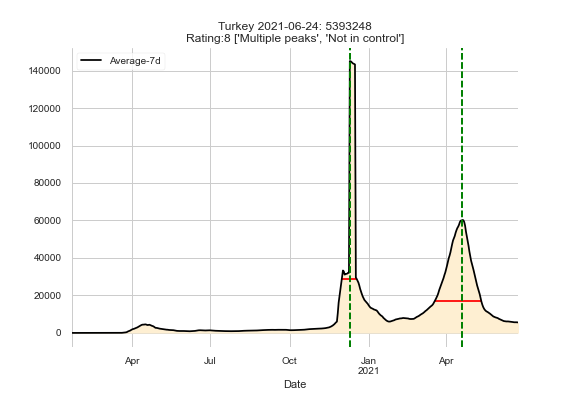 Turkey 2021-06-24: 5393248
Rating:8 ['Multiple peaks', 'Not in control']
Average-7d
140000
120000
100000
80000
60000
40000
20000
0
Apr Jul Oct Jan Apr
2021
Date